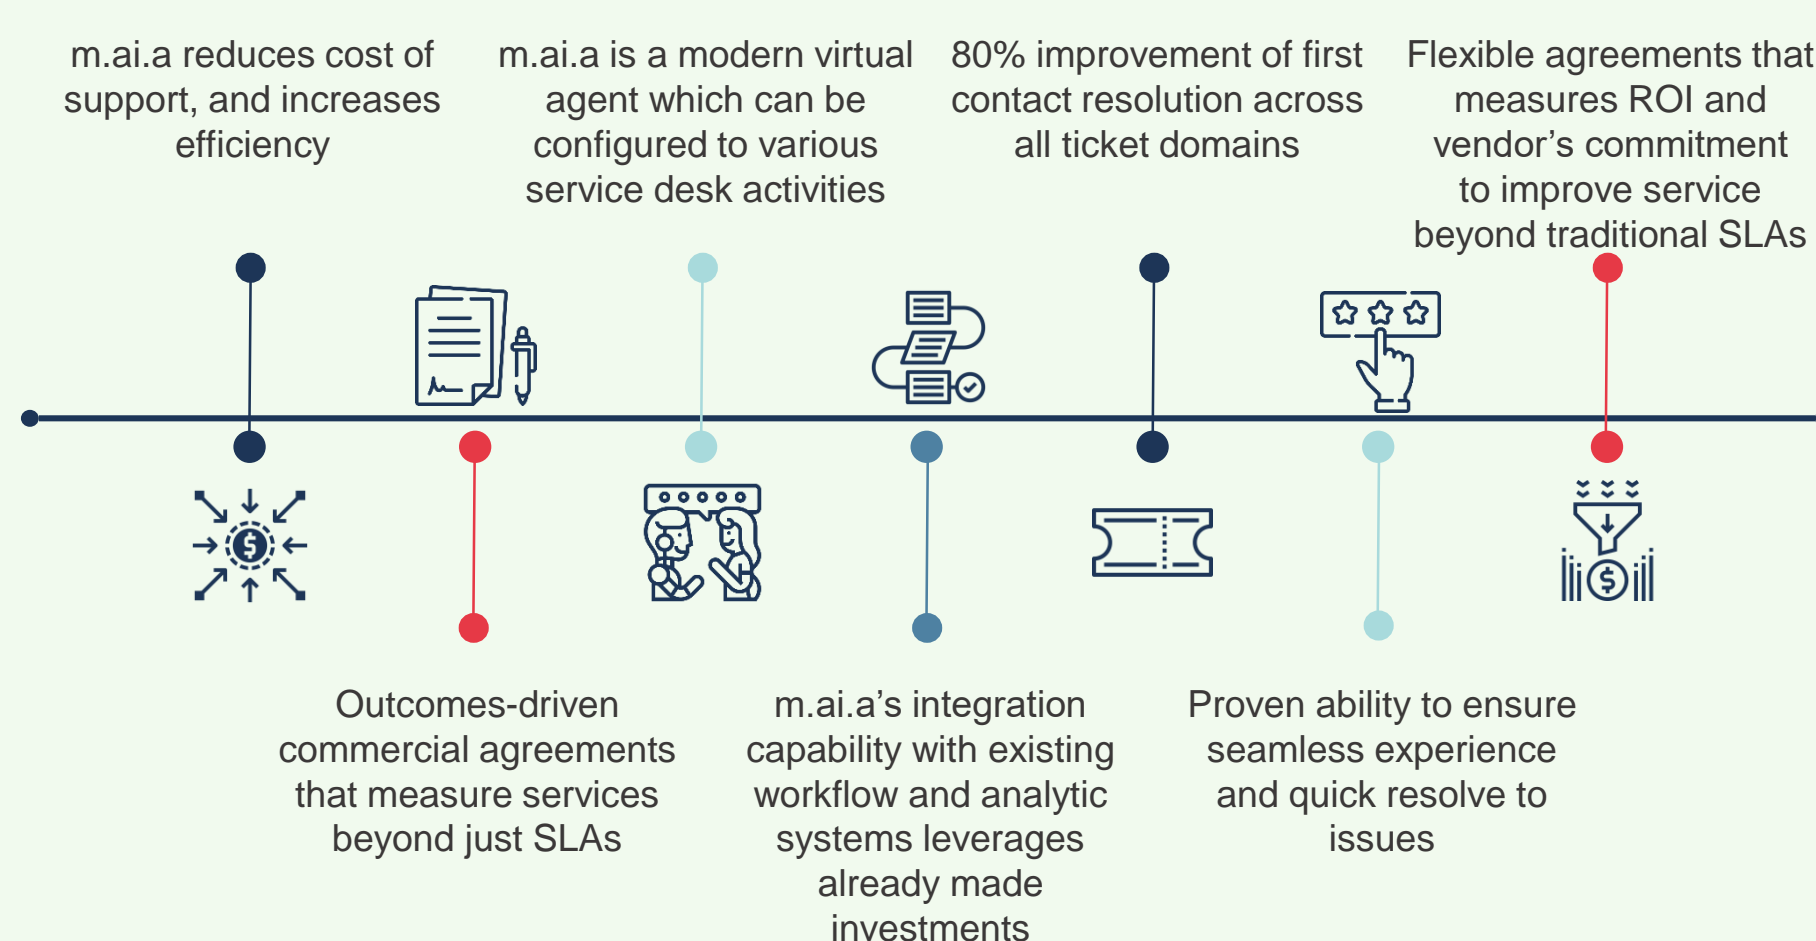 m.ai.a reduces cost of
support, and increases
efficiency
m.ai.a is a modern virtual
agent which can be
configured to various
service desk activities
80% improvement of first
contact resolution across
all ticket domains
Flexible agreements that
measures ROI and
vendor’s commitment
to improve service
beyond traditional SLAs
Outcomes-driven
commercial agreements
that measure services
beyond just SLAs
m.ai.a’s integration
capability with existing
workflow and analytic
systems leverages
already made
investments
Proven ability to ensure
seamless experience
and quick resolve to
issues